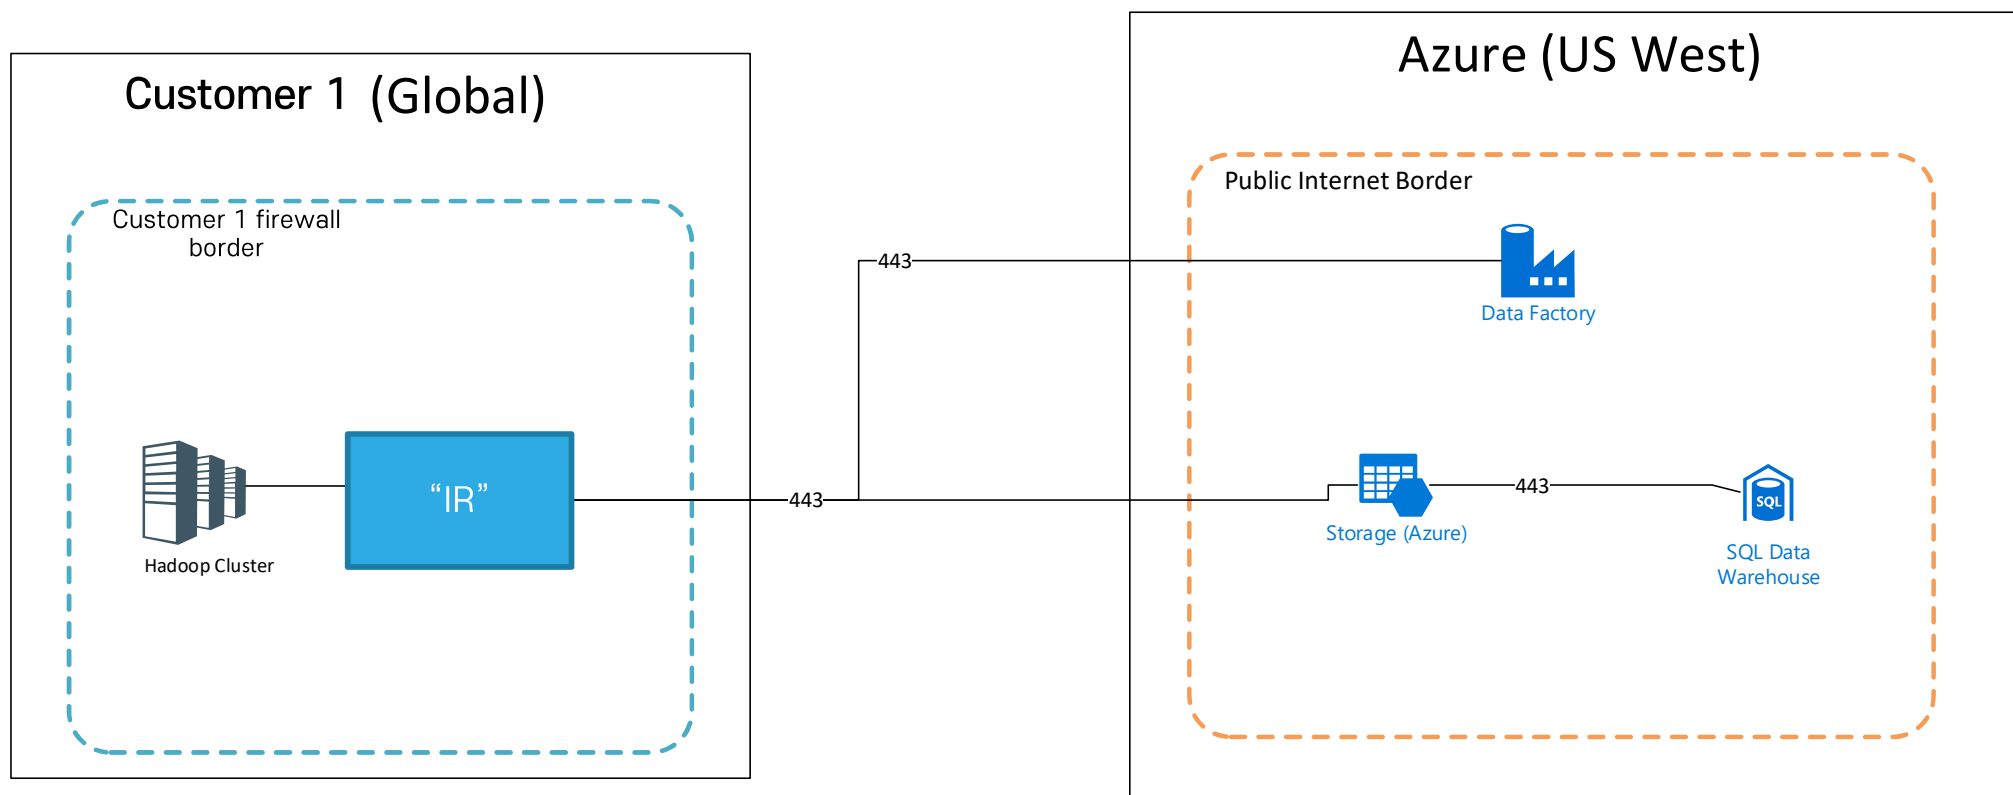 Customer 1 (Global)
Customer 1 firewall
border
Hadoop Cluster
“IR”
443
443
Azure (US West)
Public Internet Border
Data Factory
Storage (Azure)
443
SQL
SQL Data
Warehouse